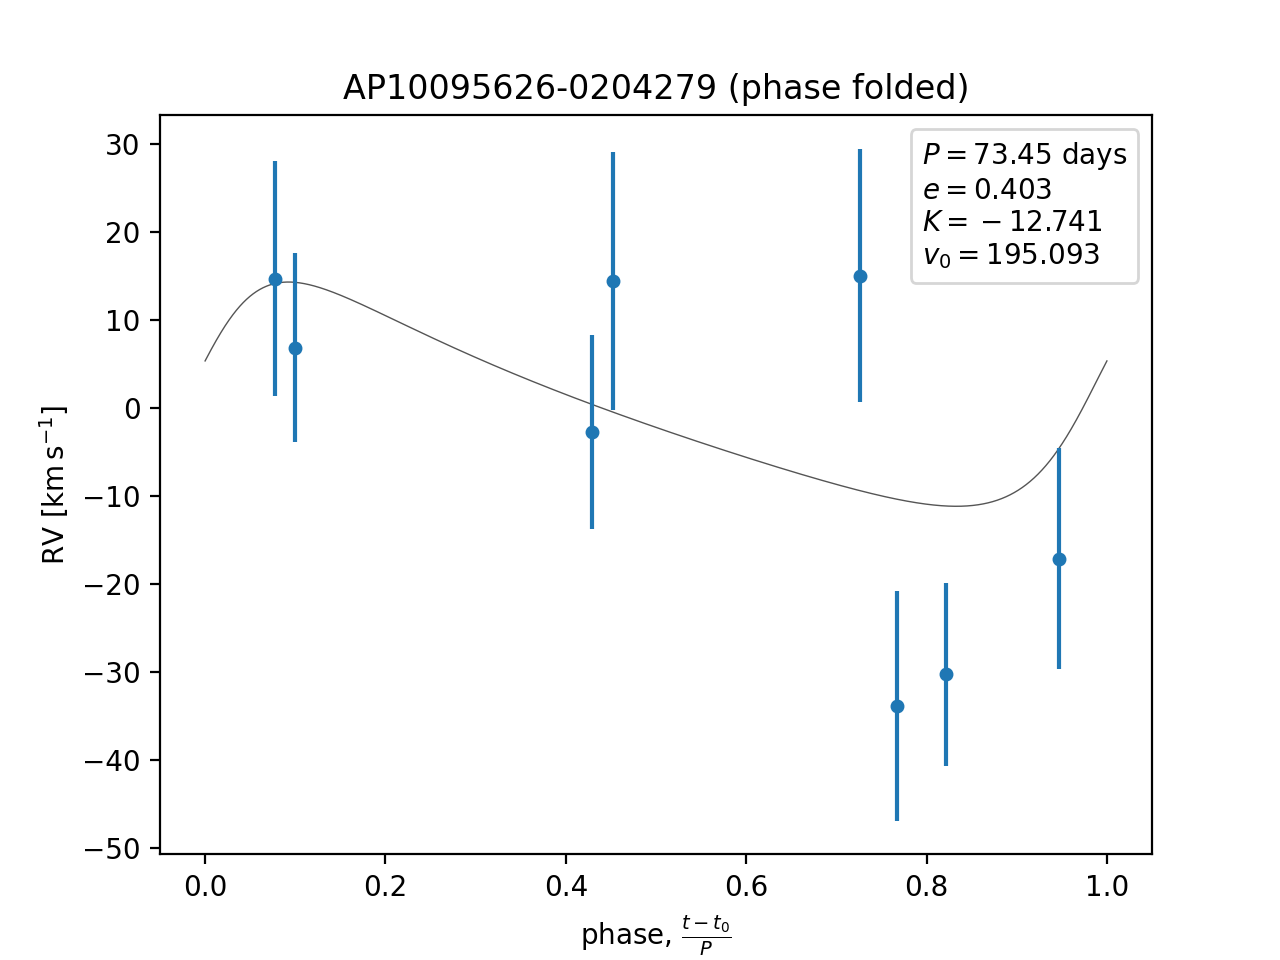 AP10095626-0204279 (phase folded)
P = 73.45 days
e = 0.403
K = −12.741
v₀ = 195.093
RV [km s⁻¹]
30
20
10
0
−10
−20
−30
−40
−50
0.0 0.2 0.4 0.6 0.8 1.0
phase, (t − t₀)/P